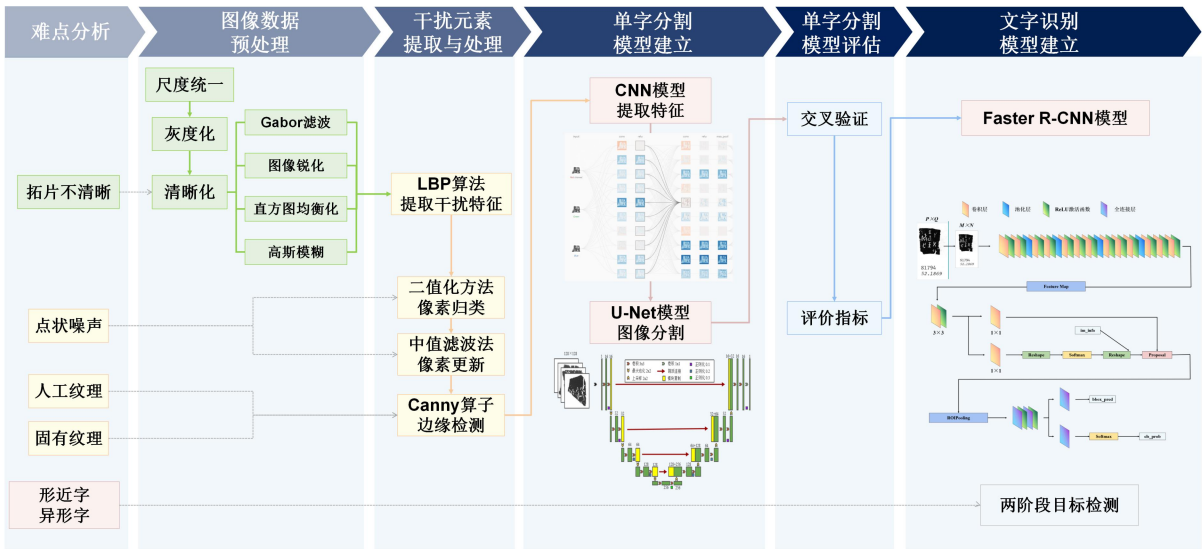 难点分析
图像数据
预处理
干扰元素
提取与处理
单字分割
模型建立
单字分割
模型评估
文字识别
模型建立
拓片不清晰
点状噪声
人工纹理
固有纹理
形近字
异形字
尺度统一
灰度化
清晰化
Gabor滤波
图像锐化
直方图均衡化
高斯模糊
LBP算法
提取干扰特征
二值化方法
像素归类
中值滤波法
像素更新
Canny算子
边缘检测
CNN模型
提取特征
U-Net模型
图像分割
交叉验证
评价指标
Faster R-CNN模型
卷积层
池化层
ReLU激活函数
全连接层
P×Q
M×N
Feature Map
3×3
1×1
1×1
im_info
Reshape
Softmax
Reshape
Proposal
ROIPooling
bbox_pred
Softmax
cls_prob
两阶段目标检测